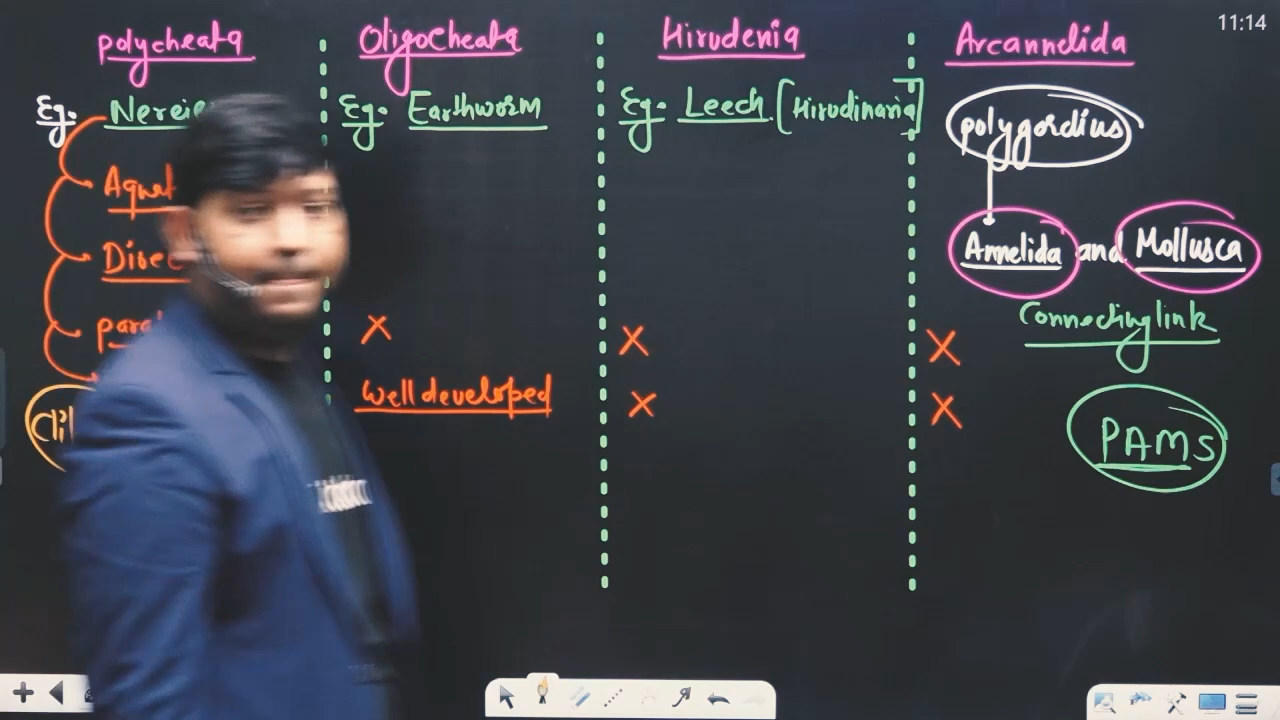 11:14
polycheata
Oligocheata
Hirudenia
Arcannelida
Eg:
Eg. Earthworm
Eg. Leech [Hirudinaria]
polygordius
Annelida and Mollusca
Connecting link
X X X
Well developed X X
PAMS